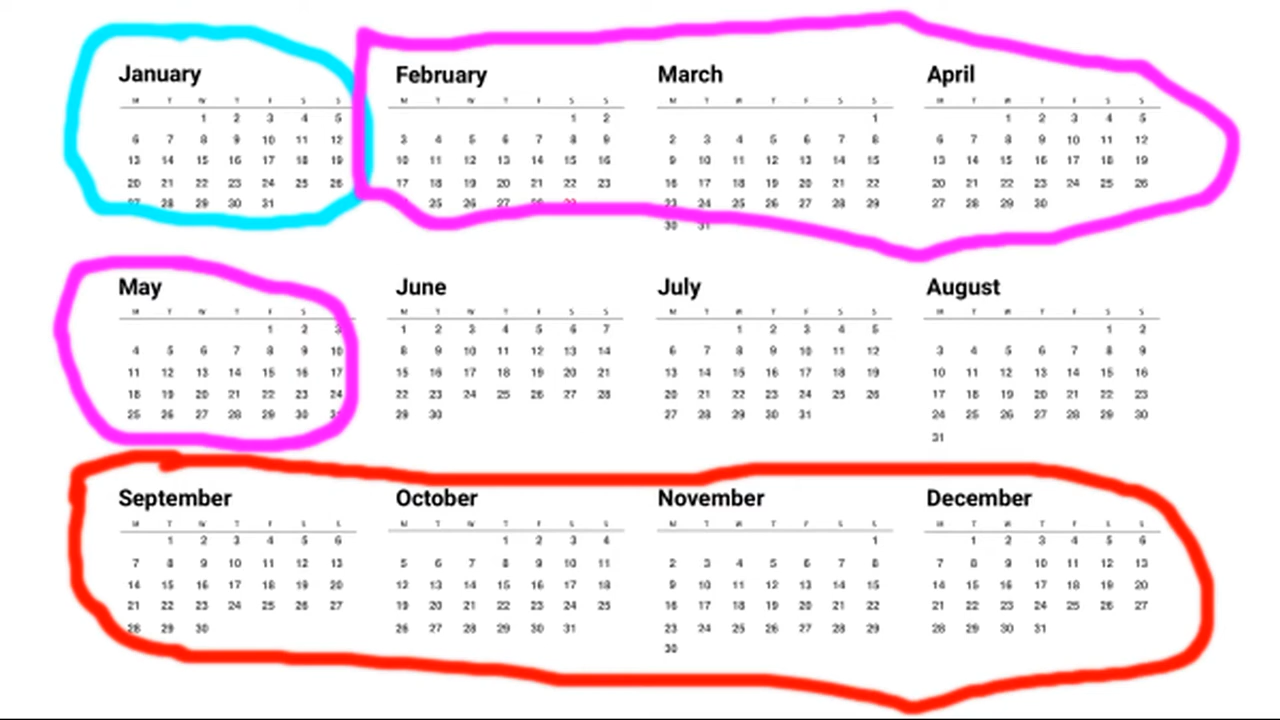 January February March April
M T W T F S S M T W T F S S M T W T F S S M T W T F S S
1 2 3 4 5 1 2 1 1 2 3 4 5
6 7 8 9 10 11 12 3 4 5 6 7 8 9 2 3 4 5 6 7 8 6 7 8 9 10 11 12
13 14 15 16 17 18 19 10 11 12 13 14 15 16 9 10 11 12 13 14 15 13 14 15 16 17 18 19
20 21 22 23 24 25 26 17 18 19 20 21 22 23 16 17 18 19 20 21 22 20 21 22 23 24 25 26
27 28 29 30 31 25 26 27 28 29 23 24 25 26 27 28 29 27 28 29 30
30 31
May June July August
M T W T F S S M T W T F S S M T W T F S S M T W T F S S
1 2 3 1 2 3 4 5 6 7 1 2 3 4 5 1 2
4 5 6 7 8 9 10 8 9 10 11 12 13 14 6 7 8 9 10 11 12 3 4 5 6 7 8 9
11 12 13 14 15 16 17 15 16 17 18 19 20 21 13 14 15 16 17 18 19 10 11 12 13 14 15 16
18 19 20 21 22 23 24 22 23 24 25 26 27 28 20 21 22 23 24 25 26 17 18 19 20 21 22 23
25 26 27 28 29 30 31 29 30 27 28 29 30 31 24 25 26 27 28 29 30
31
September October November December
M T W T F S S M T W T F S S M T W T F S S M T W T F S S
1 2 3 4 5 6 1 2 3 4 1 1 2 3 4 5 6
7 8 9 10 11 12 13 5 6 7 8 9 10 11 2 3 4 5 6 7 8 7 8 9 10 11 12 13
14 15 16 17 18 19 20 12 13 14 15 16 17 18 9 10 11 12 13 14 15 14 15 16 17 18 19 20
21 22 23 24 25 26 27 19 20 21 22 23 24 25 16 17 18 19 20 21 22 21 22 23 24 25 26 27
28 29 30 26 27 28 29 30 31 23 24 25 26 27 28 29 28 29 30 31
30